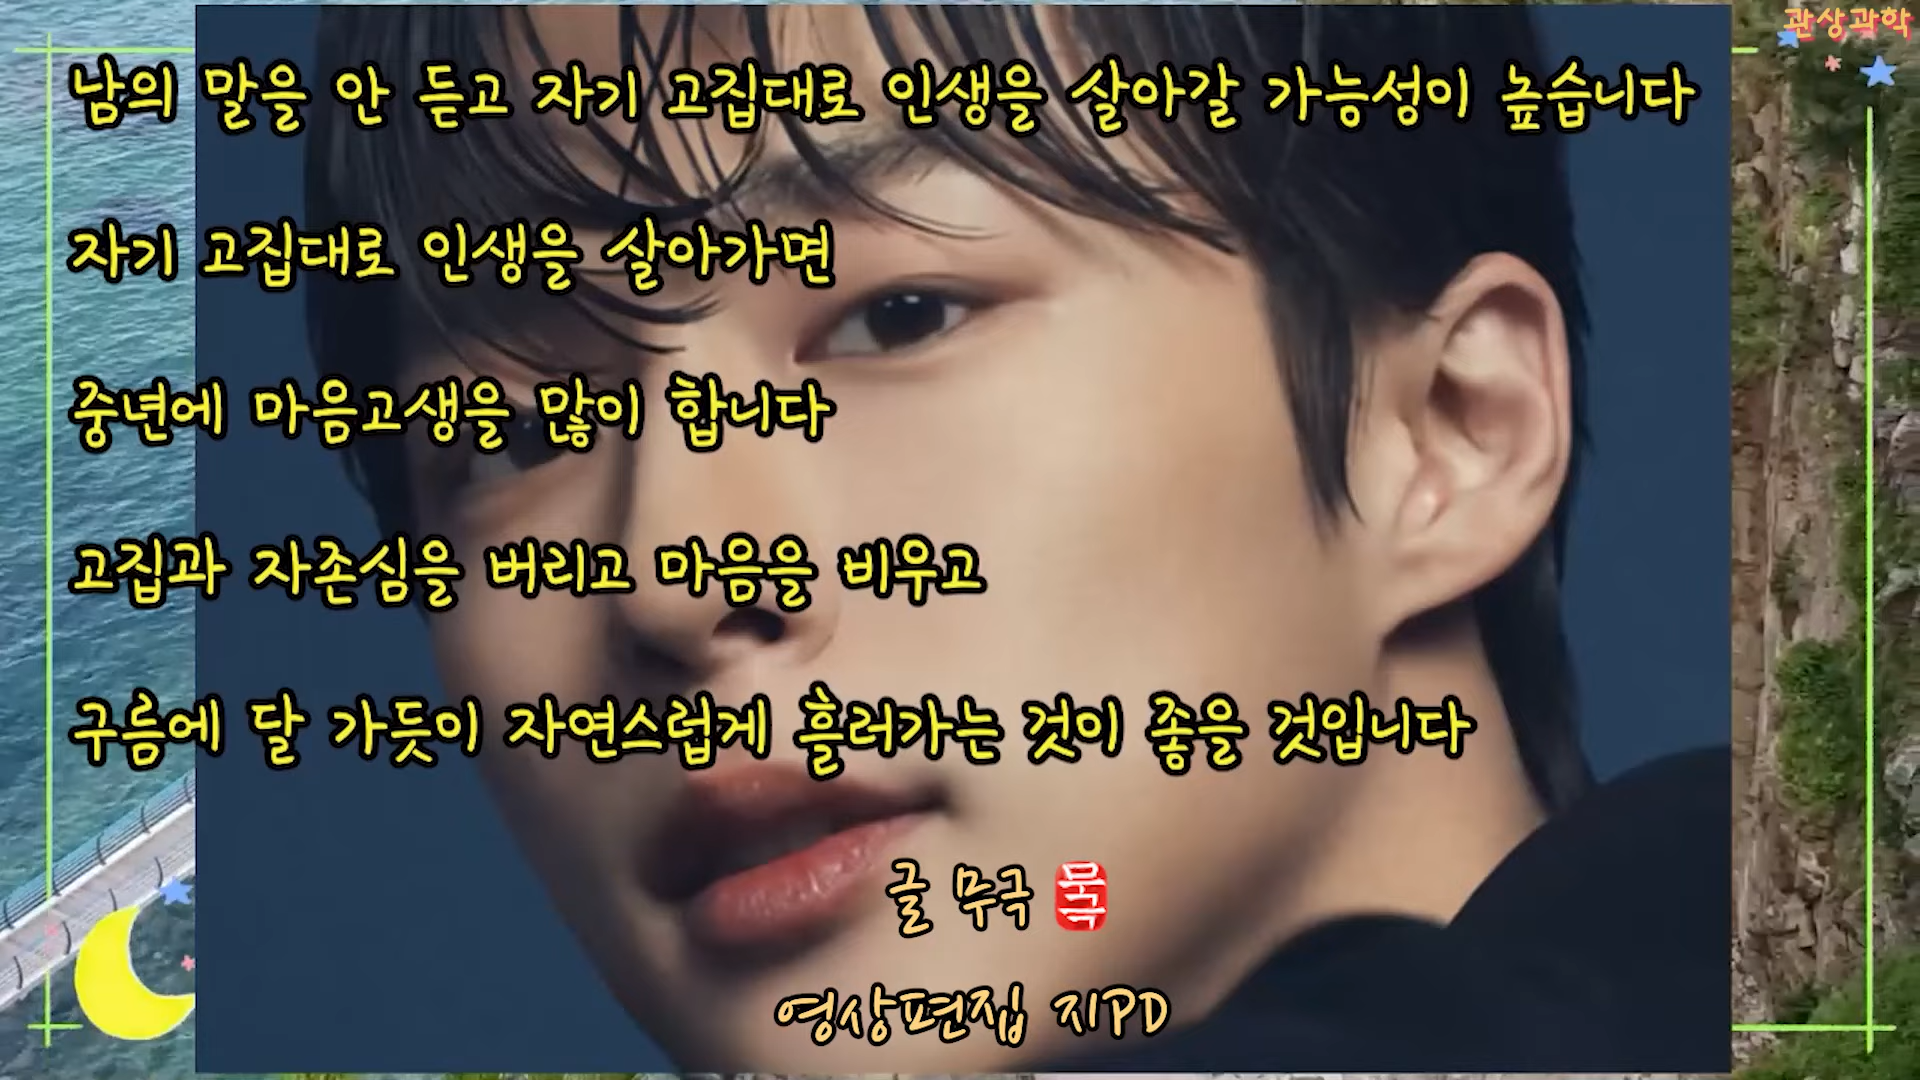 관상과학
남의 말을 안 듣고 자기 고집대로 인생을 살아갈 가능성이 높습니다
자기 고집대로 인생을 살아가면
중년에 마음고생을 많이 합니다
고집과 자존심을 버리고 마음을 비우고
구름에 달 가듯이 자연스럽게 흘러가는 것이 좋을 것입니다
글 무극 무극
영상편집 지PD